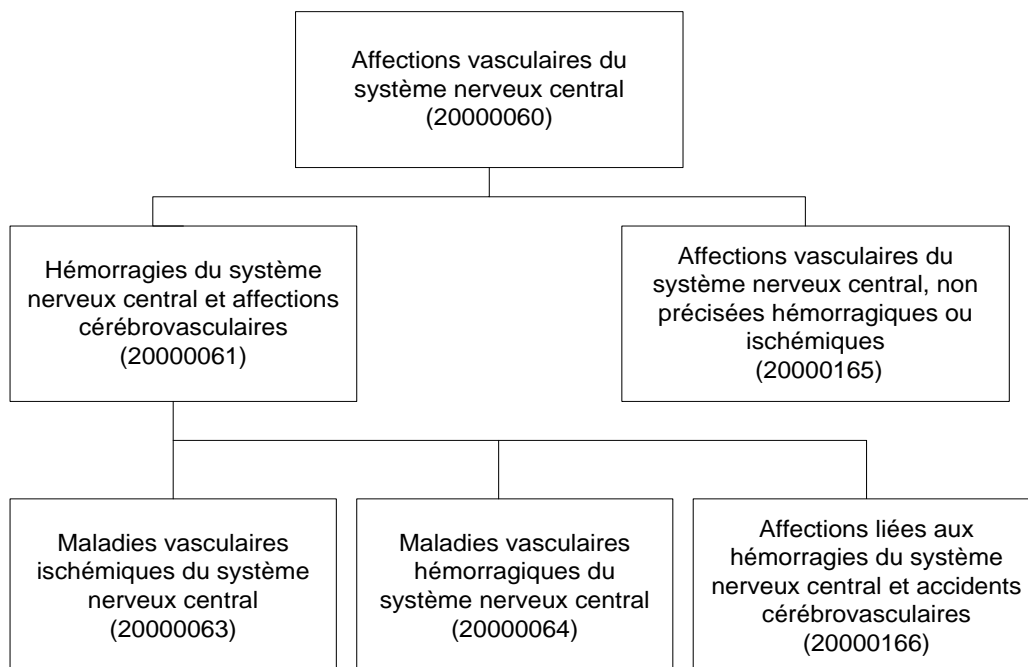 Affections vasculaires du
système nerveux central
(20000060)
Hémorragies du système
nerveux central et affections
cérébrovasculaires
(20000061)
Affections vasculaires du
système nerveux central, non
précisées hémorragiques ou
ischémiques
(20000165)
Maladies vasculaires
ischémiques du système
nerveux central
(20000063)
Maladies vasculaires
hémorragiques du
système nerveux central
(20000064)
Affections liées aux
hémorragies du système
nerveux central et accidents
cérébrovasculaires
(20000166)